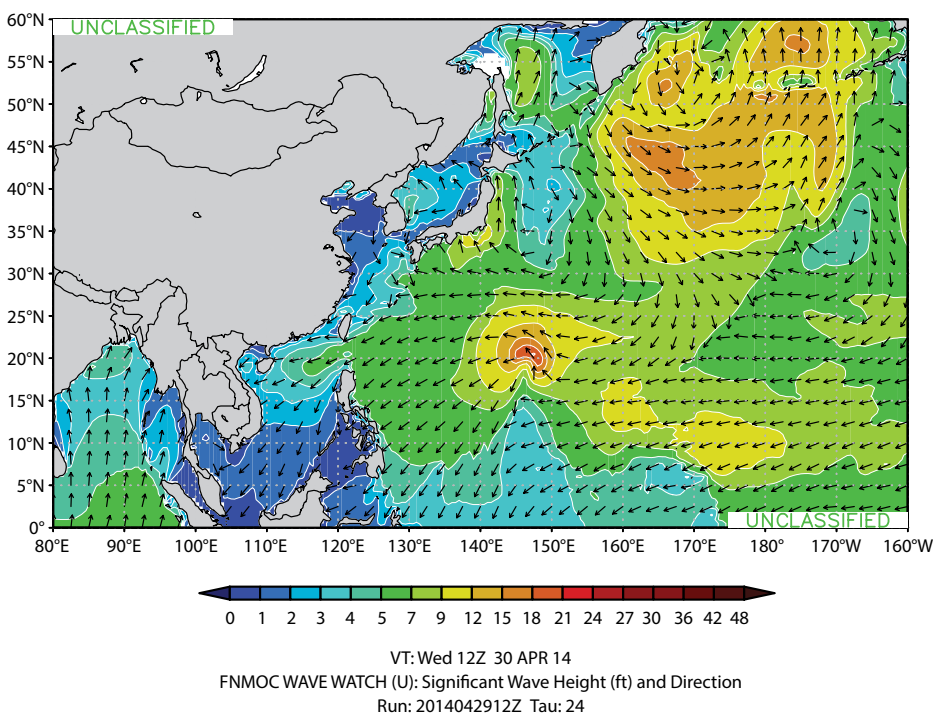 UNCLASSIFIED
60°N
55°N
50°N
45°N
40°N
35°N
30°N
25°N
20°N
15°N
10°N
5°N
0°
UNCLASSIFIED
80°E 90°E 100°E 110°E 120°E 130°E 140°E 150°E 160°E 170°E 180°E 170°W 160°W
0 1 2 3 4 5 7 9 12 15 18 21 24 27 30 36 42 48
VT: Wed 12Z 30 APR 14
FNMOC WAVE WATCH (U): Significant Wave Height (ft) and Direction
Run: 2014042912Z Tau: 24